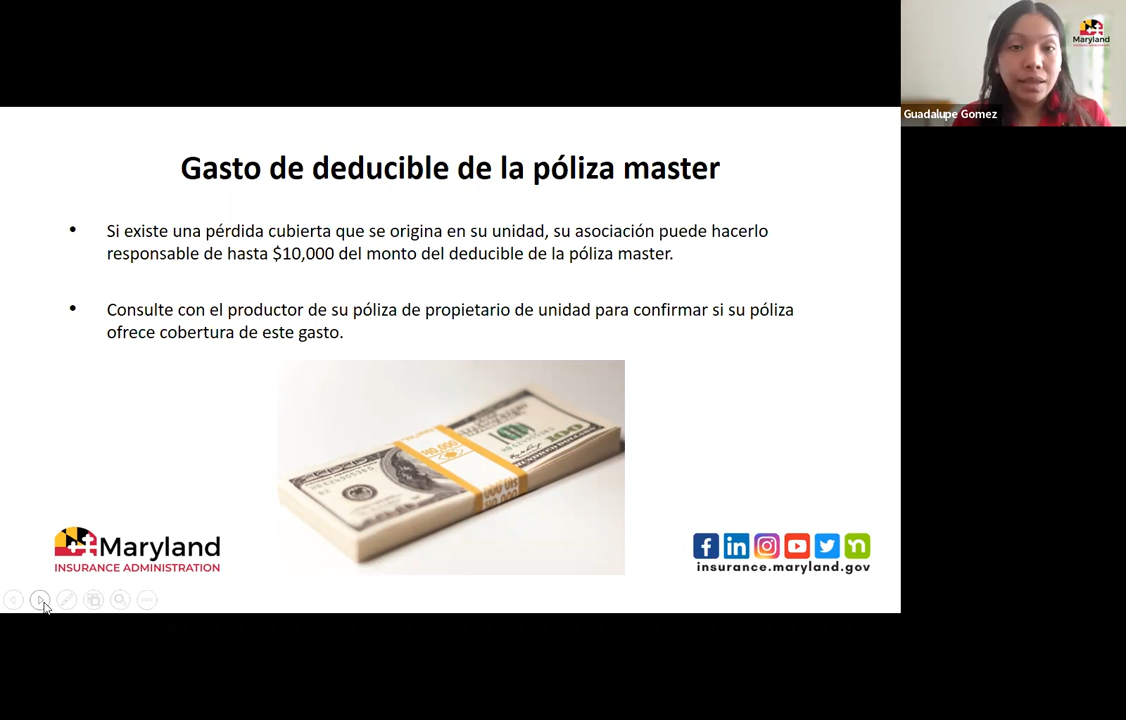 Maryland
Guadalupe Gomez
Gasto de deducible de la póliza master
• Si existe una pérdida cubierta que se origina en su unidad, su asociación puede hacerlo
responsable de hasta $10,000 del monto del deducible de la póliza master.
• Consulte con el productor de su póliza de propietario de unidad para confirmar si su póliza
ofrece cobertura de este gasto.
$10,000
100
Maryland
INSURANCE ADMINISTRATION
insurance.maryland.gov